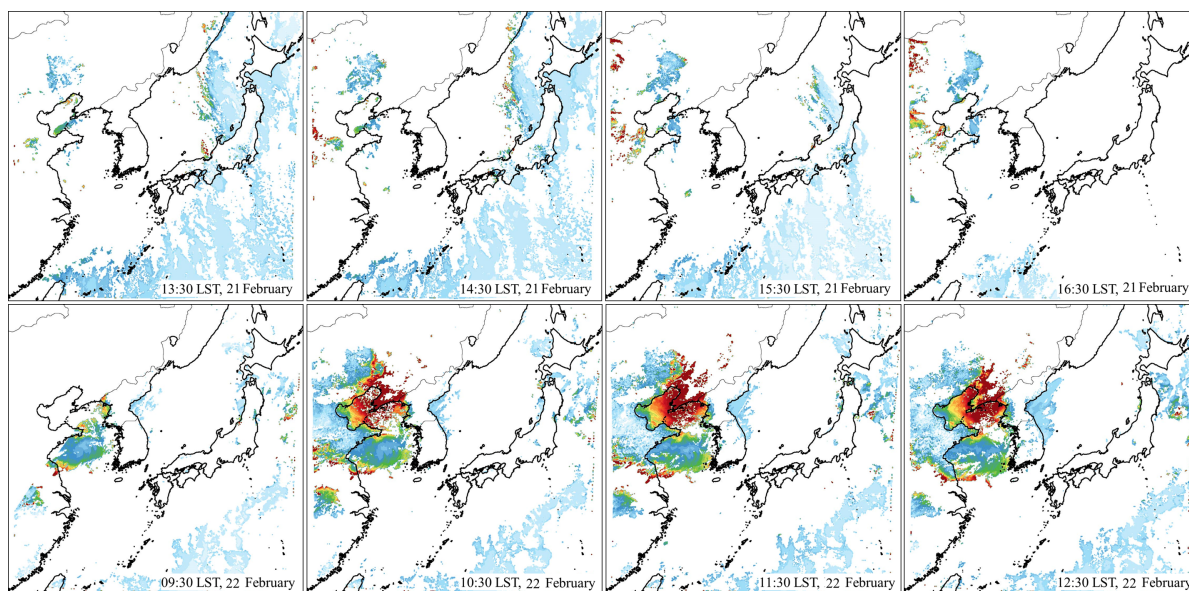 13:30 LST, 21 February
14:30 LST, 21 February
15:30 LST, 21 February
16:30 LST, 21 February
09:30 LST, 22 February
10:30 LST, 22 February
11:30 LST, 22 February
12:30 LST, 22 February